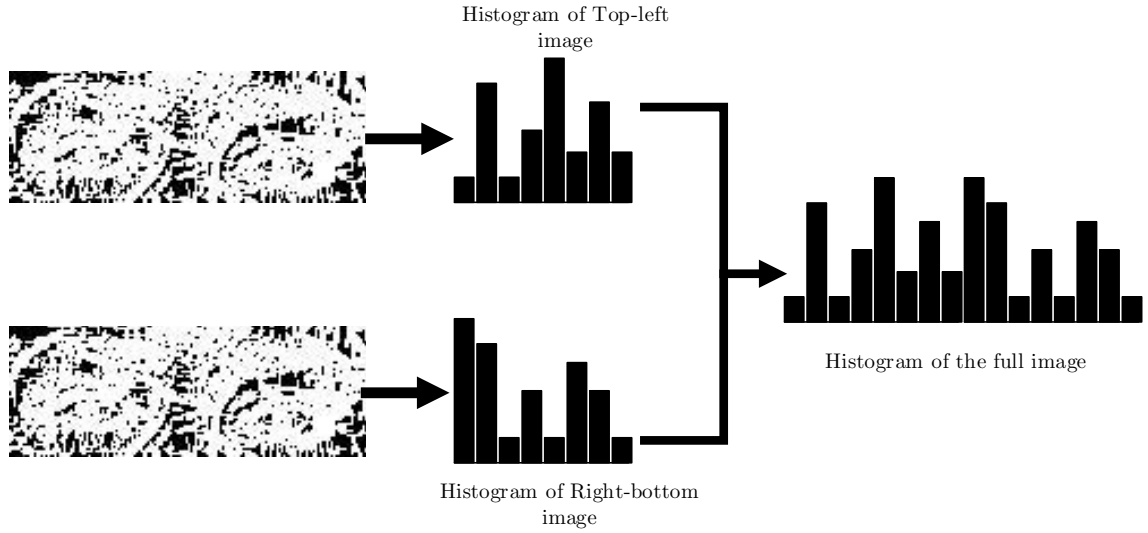 Histogram of Top-left
image
Histogram of the full image
Histogram of Right-bottom
image